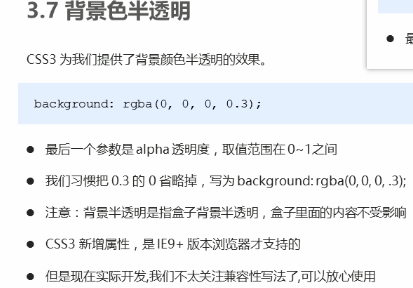 3.7 背景色半透明
CSS3 为我们提供了背景颜色半透明的效果。
background: rgba(0, 0, 0, 0.3);
● 最后一个参数是 alpha 透明度，取值范围在 0~1之间
● 我们习惯把 0.3 的 0 省略掉，写为 background: rgba(0, 0, 0, .3);
● 注意：背景半透明是指盒子背景半透明，盒子里面的内容不受影响
● CSS3 新增属性，是 IE9+ 版本浏览器才支持的
● 但是现在实际开发,我们不太关注兼容性写法了,可以放心使用